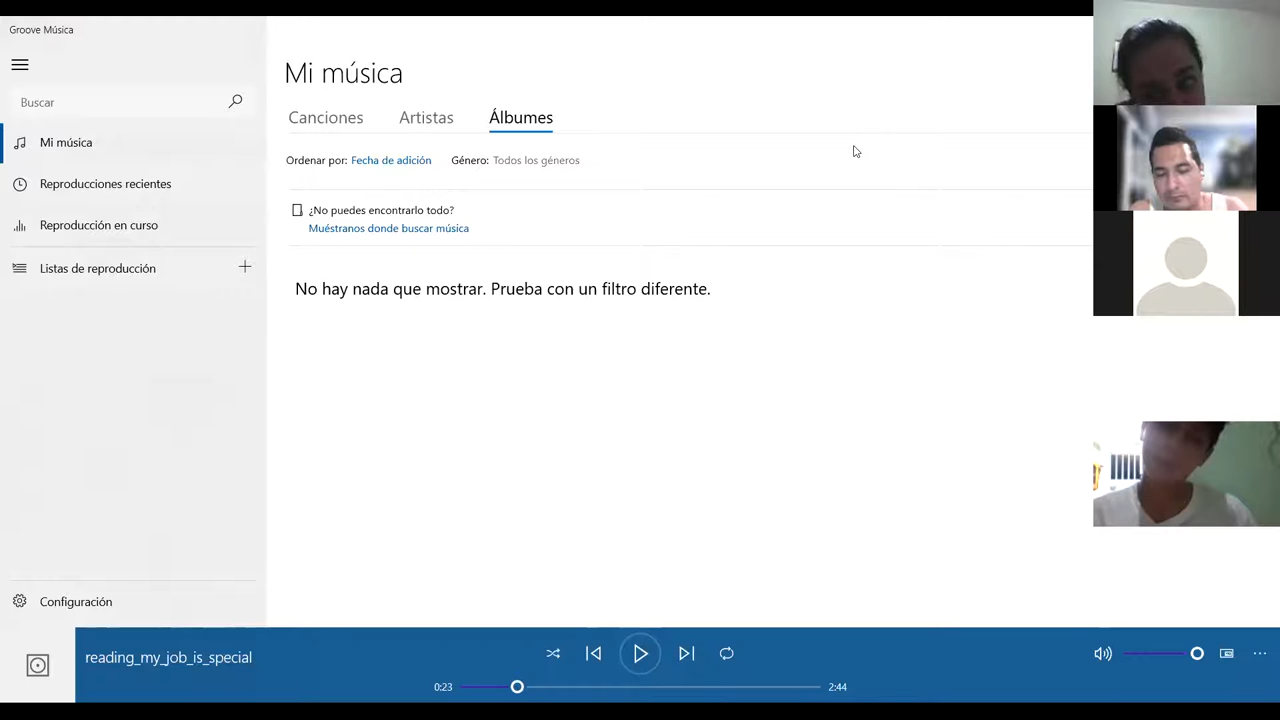 Groove Música
Buscar
Mi música
Reproducciones recientes
Reproducción en curso
Listas de reproducción
Configuración
Mi música
Canciones Artistas Álbumes
Ordenar por: Fecha de adición Género: Todos los géneros
¿No puedes encontrarlo todo?
Muéstranos donde buscar música
No hay nada que mostrar. Prueba con un filtro diferente.
reading_my_job_is_special
0:23 2:44